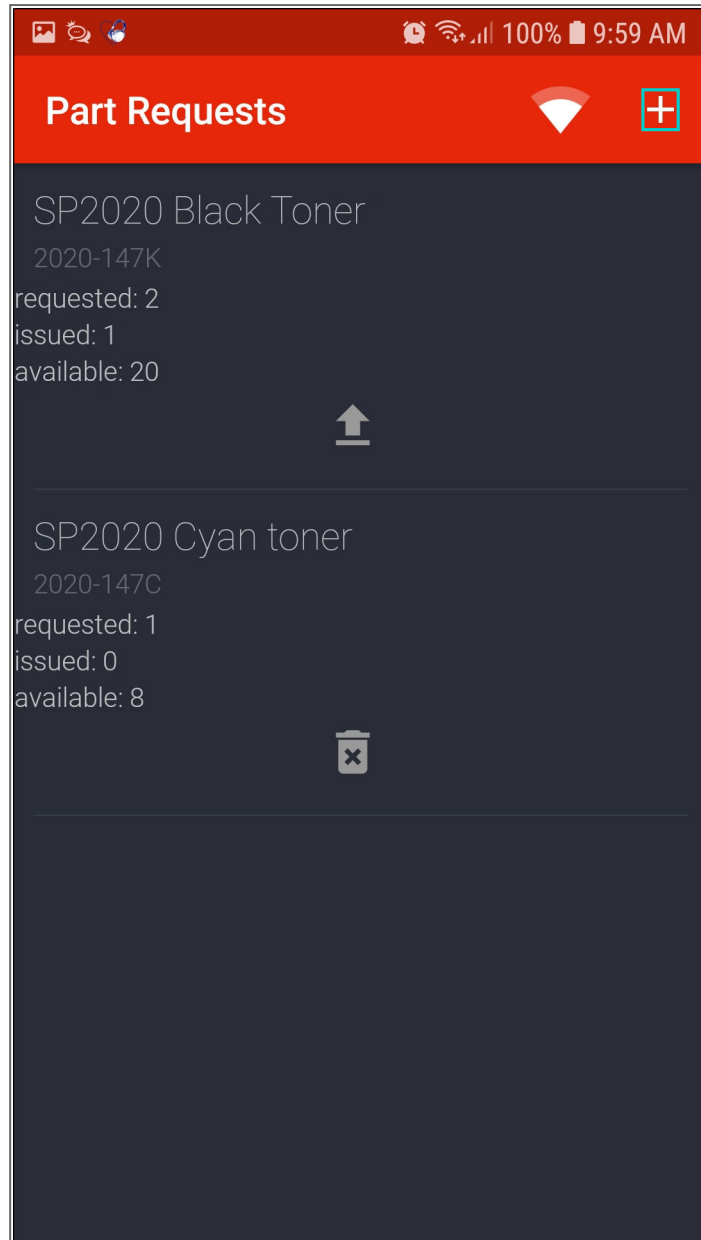 100% 9:59 AM
Part Requests
SP2020 Black Toner
2020-147K
requested: 2
issued: 1
available: 20
SP2020 Cyan toner
2020-147C
requested: 1
issued: 0
available: 8